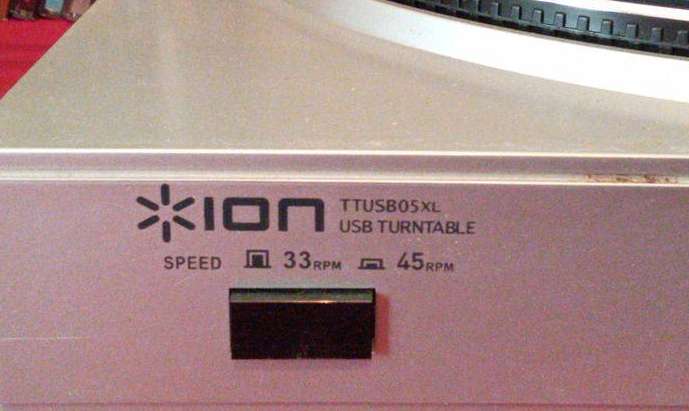 ION TTUSB05XL
USB TURNTABLE
SPEED 33RPM 45RPM